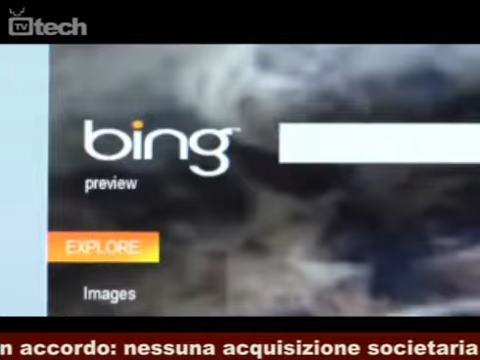 TV tech
bing
preview
EXPLORE
Images
n accordo: nessuna acquisizione societaria